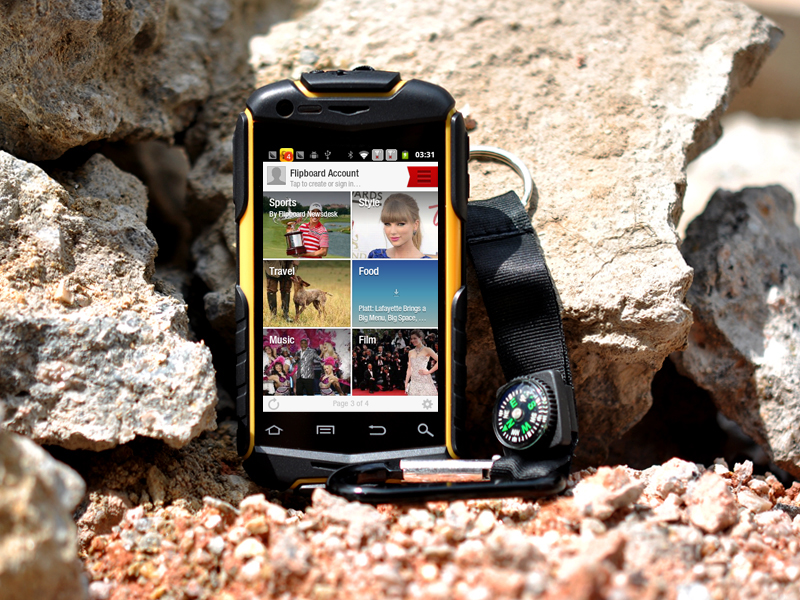 03:31
Flipboard Account
Tap to create or sign in...
Sports
By Flipboard Newsdesk
Style
Travel
Food
Platt: Lafayette Brings a
Big Menu, Big Space, ...
Music
Film
Page 3 of 4